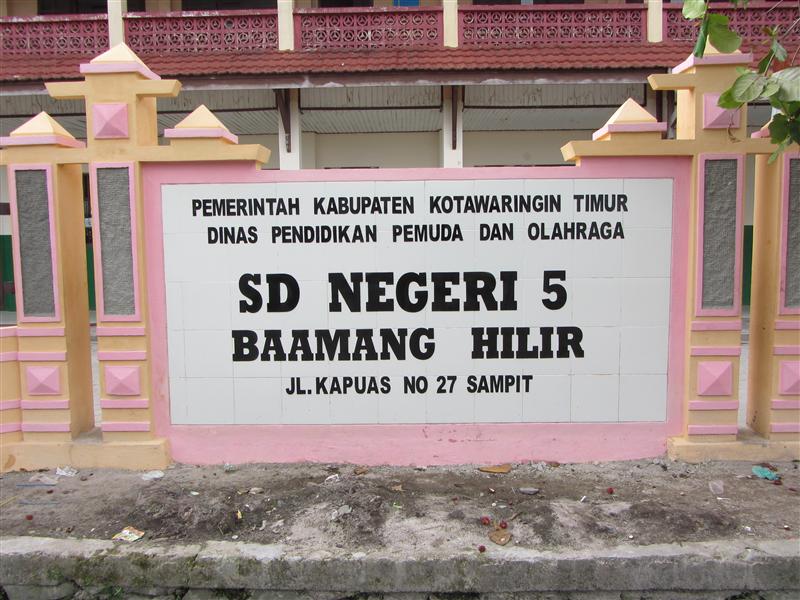 PEMERINTAH KABUPATEN KOTAWARINGIN TIMUR
DINAS PENDIDIKAN PEMUDA DAN OLAHRAGA
SD NEGERI 5
BAAMANG HILIR
JL.KAPUAS NO 27 SAMPIT